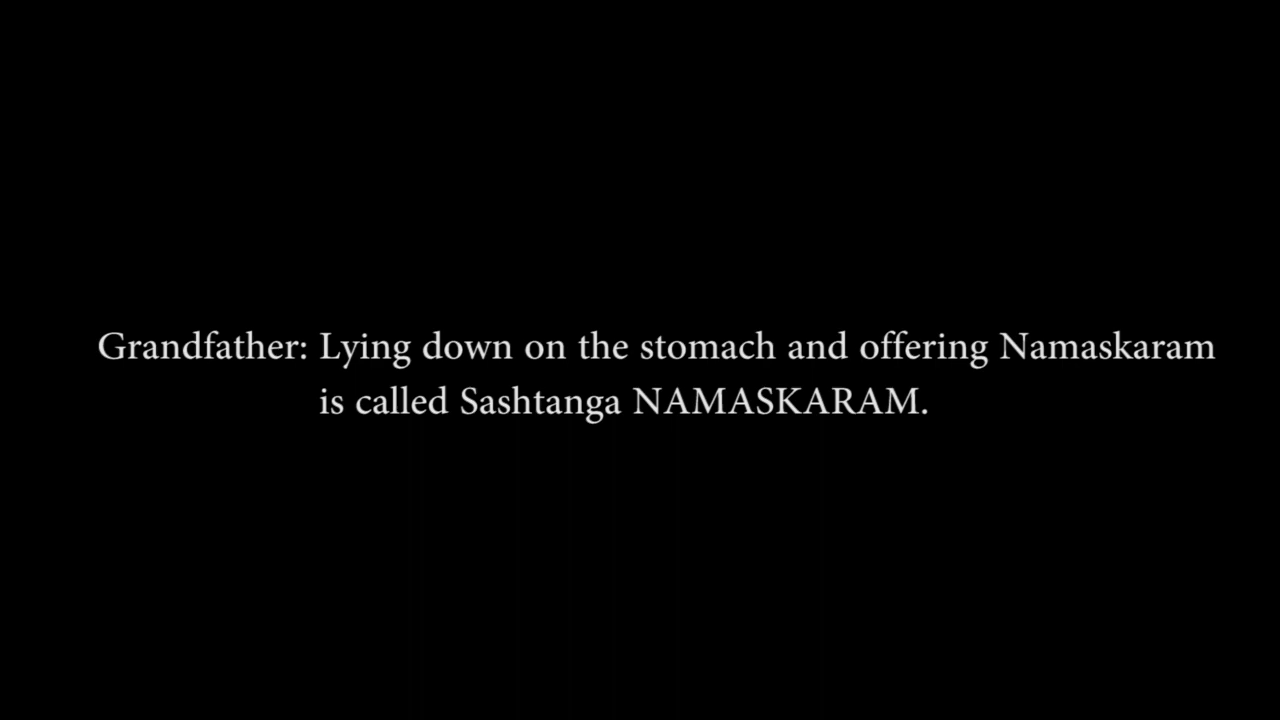 Grandfather: Lying down on the stomach and offering Namaskaram
is called Sashtanga NAMASKARAM.